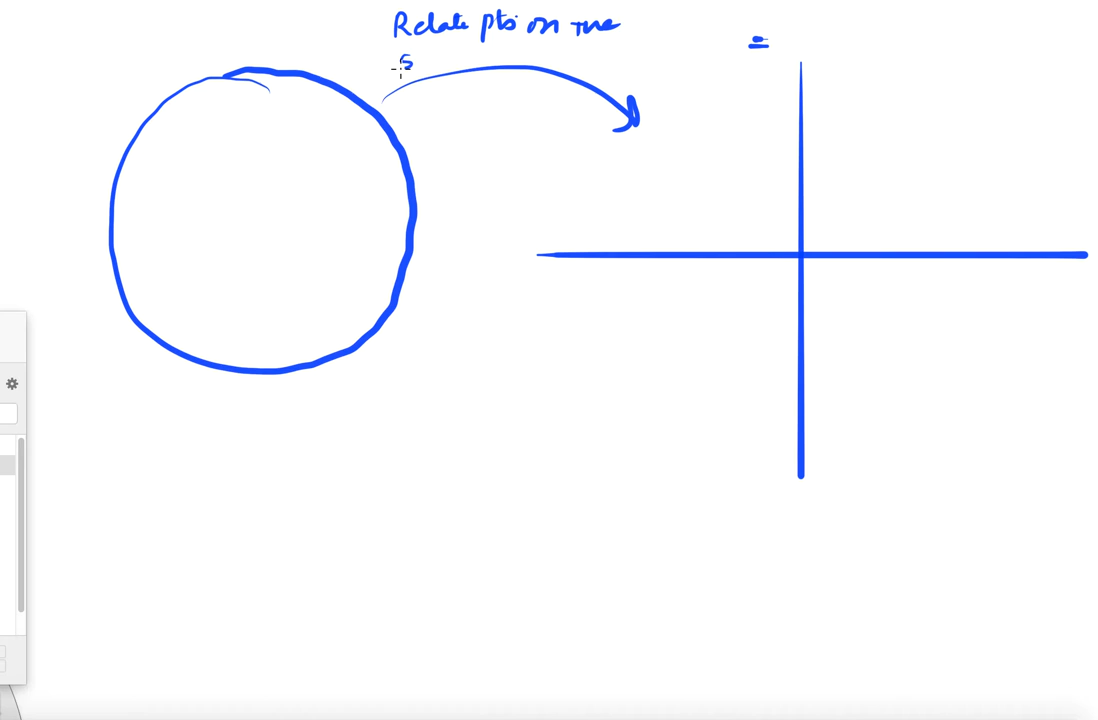 Relate pts on the
s
=